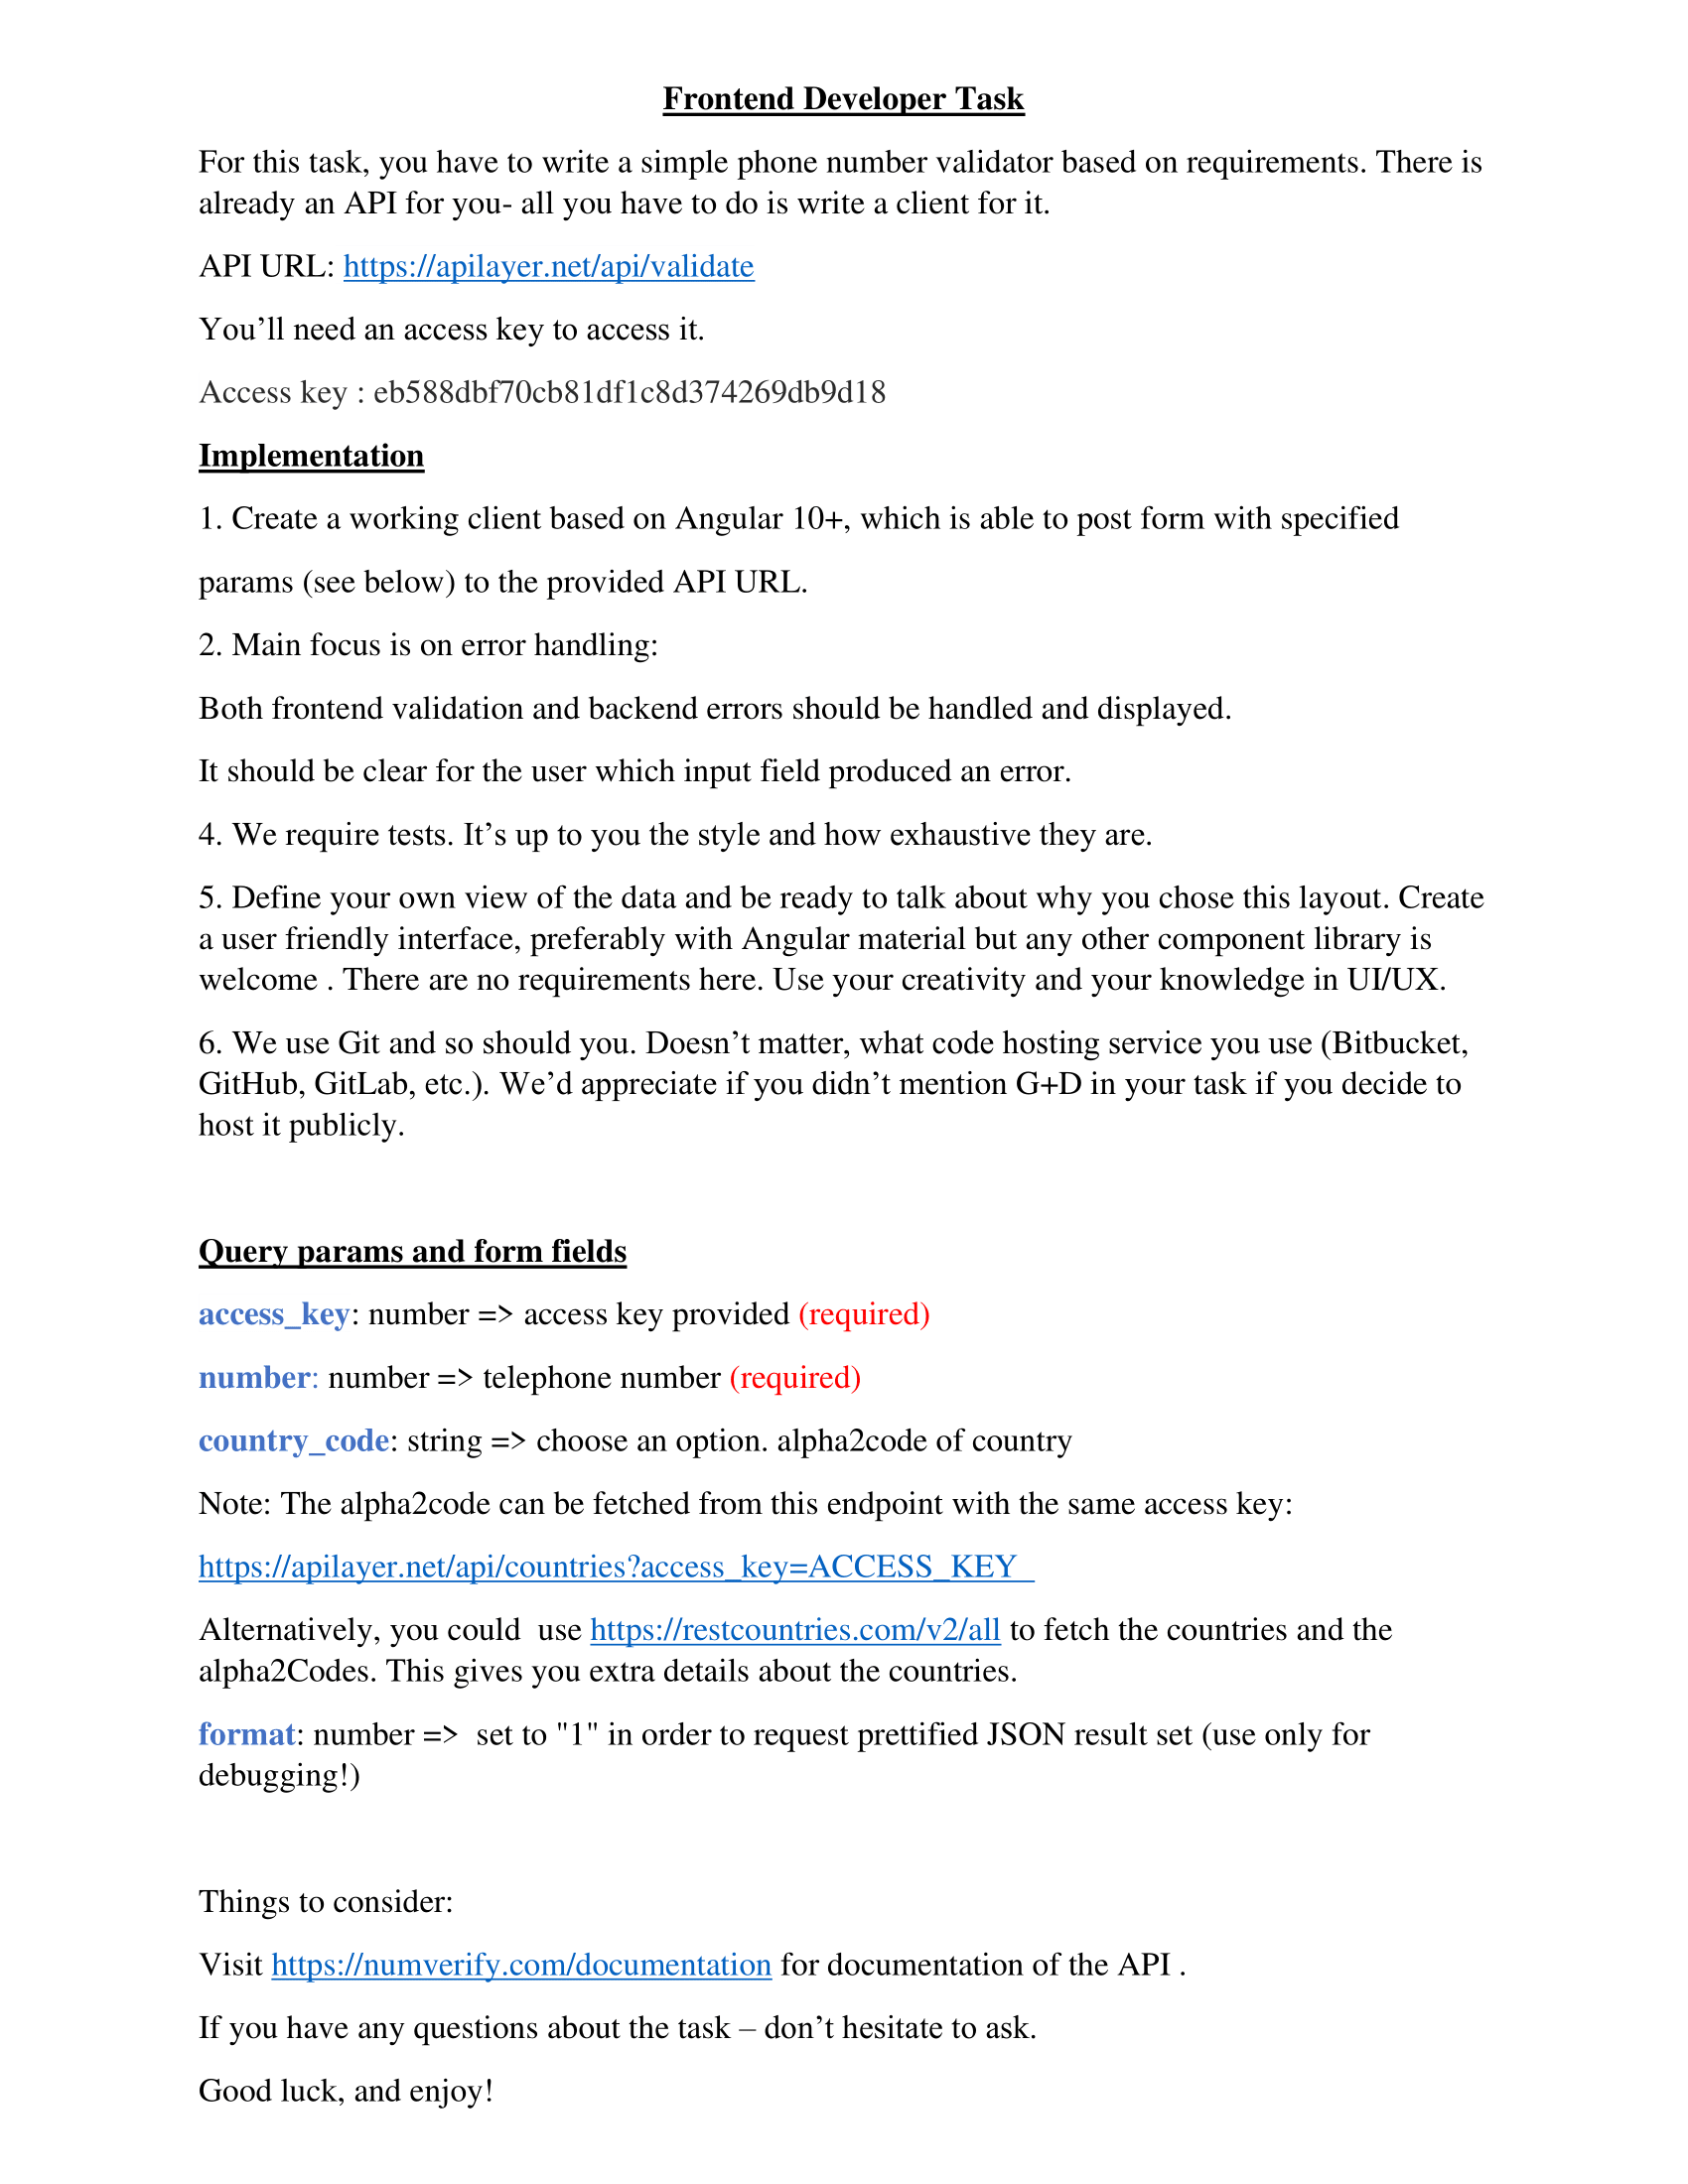 Frontend Developer Task
For this task, you have to write a simple phone number validator based on requirements. There is
already an API for you- all you have to do is write a client for it.
API URL: https://apilayer.net/api/validate
You’ll need an access key to access it.
Access key : eb588dbf70cb81df1c8d374269db9d18
Implementation
1. Create a working client based on Angular 10+, which is able to post form with specified
params (see below) to the provided API URL.
2. Main focus is on error handling:
Both frontend validation and backend errors should be handled and displayed.
It should be clear for the user which input field produced an error.
4. We require tests. It’s up to you the style and how exhaustive they are.
5. Define your own view of the data and be ready to talk about why you chose this layout. Create
a user friendly interface, preferably with Angular material but any other component library is
welcome . There are no requirements here. Use your creativity and your knowledge in UI/UX.
6. We use Git and so should you. Doesn’t matter, what code hosting service you use (Bitbucket,
GitHub, GitLab, etc.). We’d appreciate if you didn’t mention G+D in your task if you decide to
host it publicly.
Query params and form fields
access_key: number => access key provided (required)
number: number => telephone number (required)
country_code: string => choose an option. alpha2code of country
Note: The alpha2code can be fetched from this endpoint with the same access key:
https://apilayer.net/api/countries?access_key=ACCESS_KEY
Alternatively, you could  use https://restcountries.com/v2/all to fetch the countries and the
alpha2Codes. This gives you extra details about the countries.
format: number =>  set to "1" in order to request prettified JSON result set (use only for
debugging!)
Things to consider:
Visit https://numverify.com/documentation for documentation of the API .
If you have any questions about the task – don’t hesitate to ask.
Good luck, and enjoy!